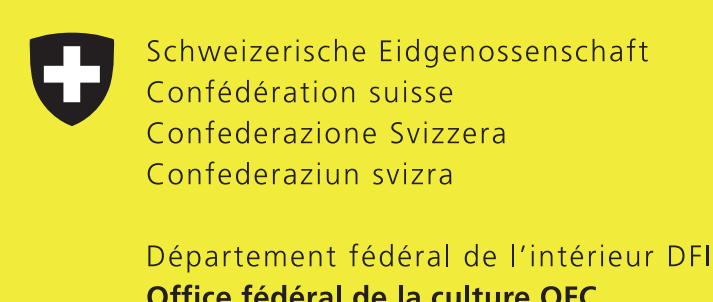 Schweizerische Eidgenossenschaft
Confédération suisse
Confederazione Svizzera
Confederaziun svizra
Département fédéral de l'intérieur DFI
Office fédéral de la culture OFC